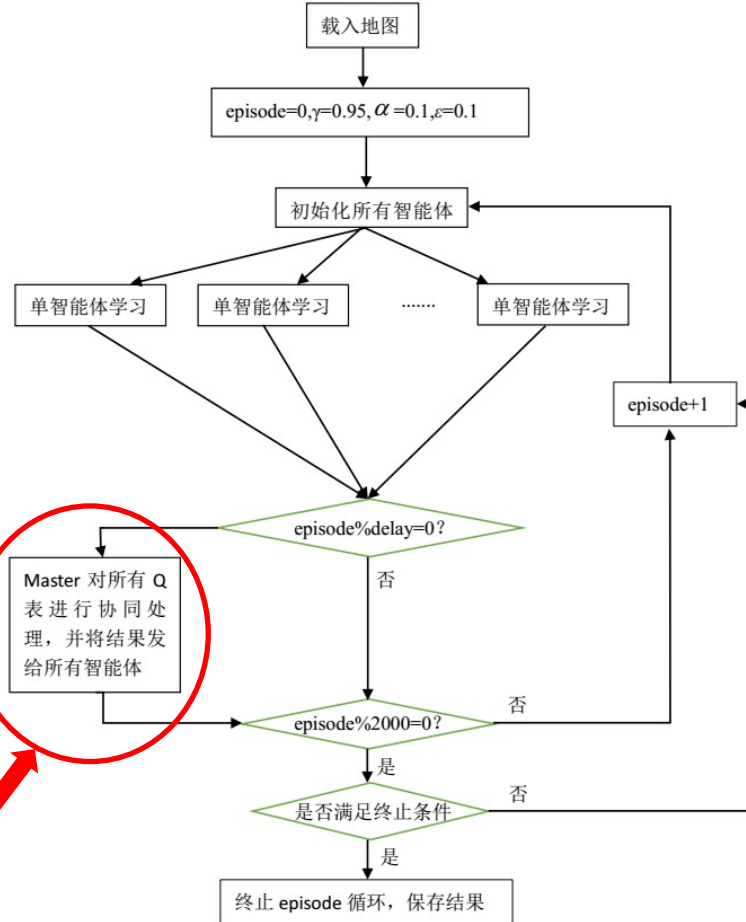 载入地图
episode=0,γ=0.95,α=0.1,ε=0.1
初始化所有智能体
单智能体学习
单智能体学习
.......
单智能体学习
episode+1
episode%delay=0?
Master 对所有 Q
表进行协同处
理，并将结果发
给所有智能体
否
episode%2000=0?
否
是
是否满足终止条件
否
是
终止 episode 循环，保存结果